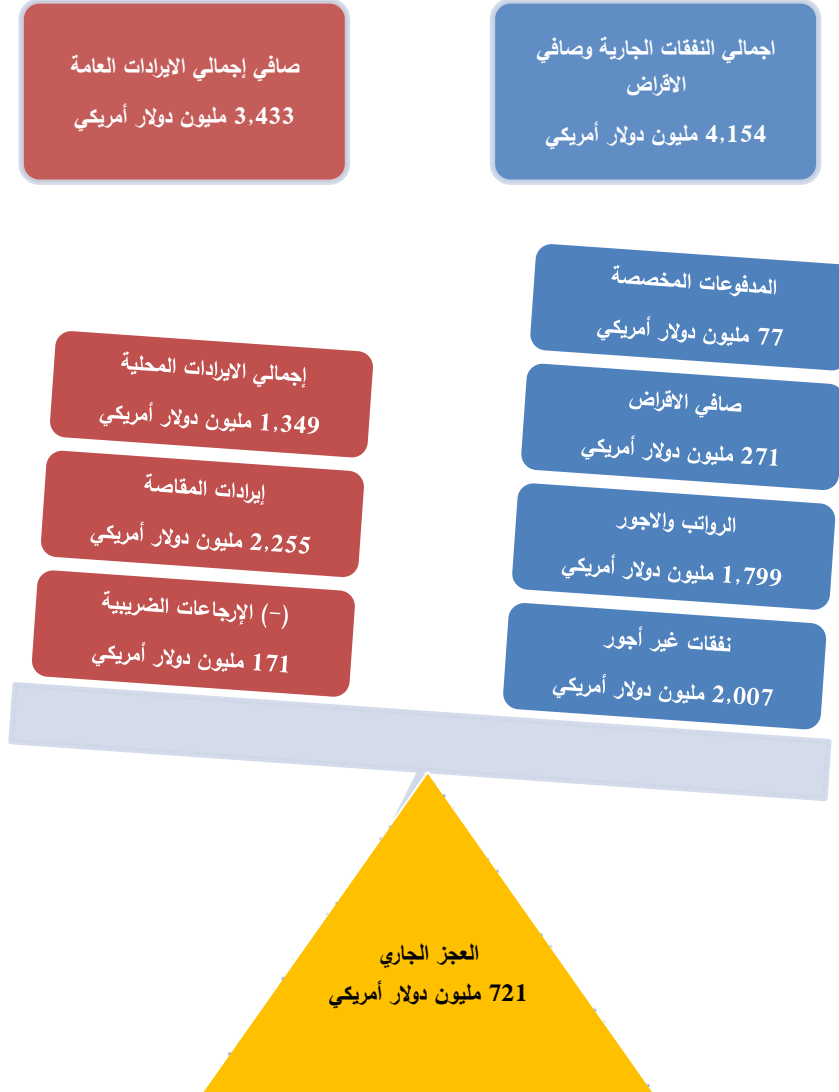 اجمالي النفقات الجارية وصافي
الاقراض
4,154 مليون دولار أمريكي
صافي إجمالي الايرادات العامة
3,433 مليون دولار أمريكي
المدفوعات المخصصة
77 مليون دولار أمريكي
صافي الاقراض
271 مليون دولار أمريكي
الرواتب والاجور
1,799 مليون دولار أمريكي
نفقات غير أجور
2,007 مليون دولار أمريكي
إجمالي الايرادات المحلية
1,349 مليون دولار أمريكي
إيرادات المقاصة
2,255 مليون دولار أمريكي
(-) الإرجاعات الضريبية
171 مليون دولار أمريكي
العجز الجاري
721 مليون دولار أمريكي